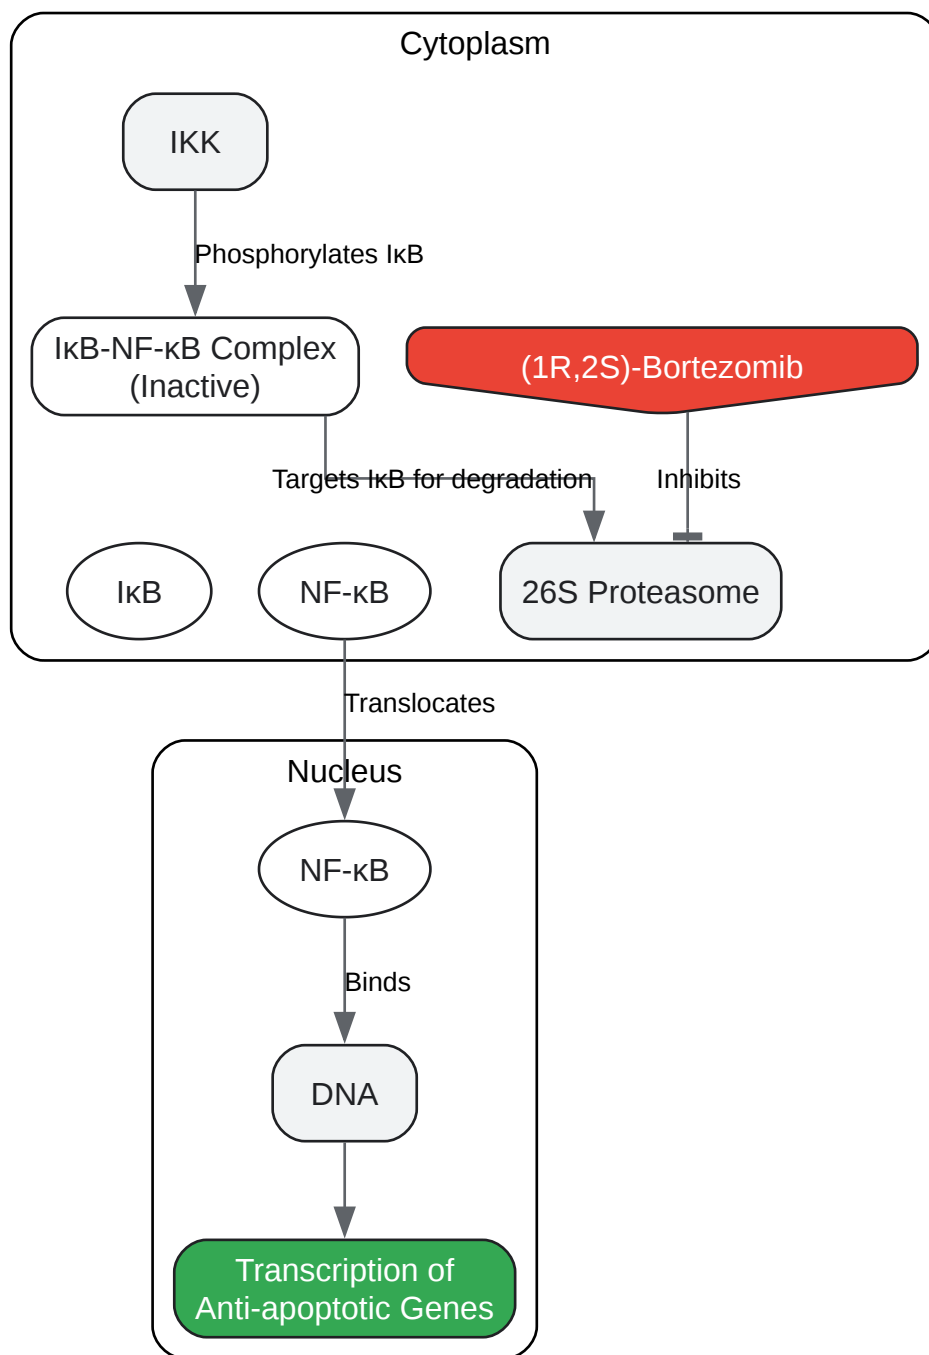 Cytoplasm
IKK
Phosphorylates IκB
IκB-NF-κB Complex
(Inactive)
(1R,2S)-Bortezomib
Targets IκB for degradation
Inhibits
IκB
NF-κB
26S Proteasome
Translocates
Nucleus
NF-κB
Binds
DNA
Transcription of
Anti-apoptotic Genes